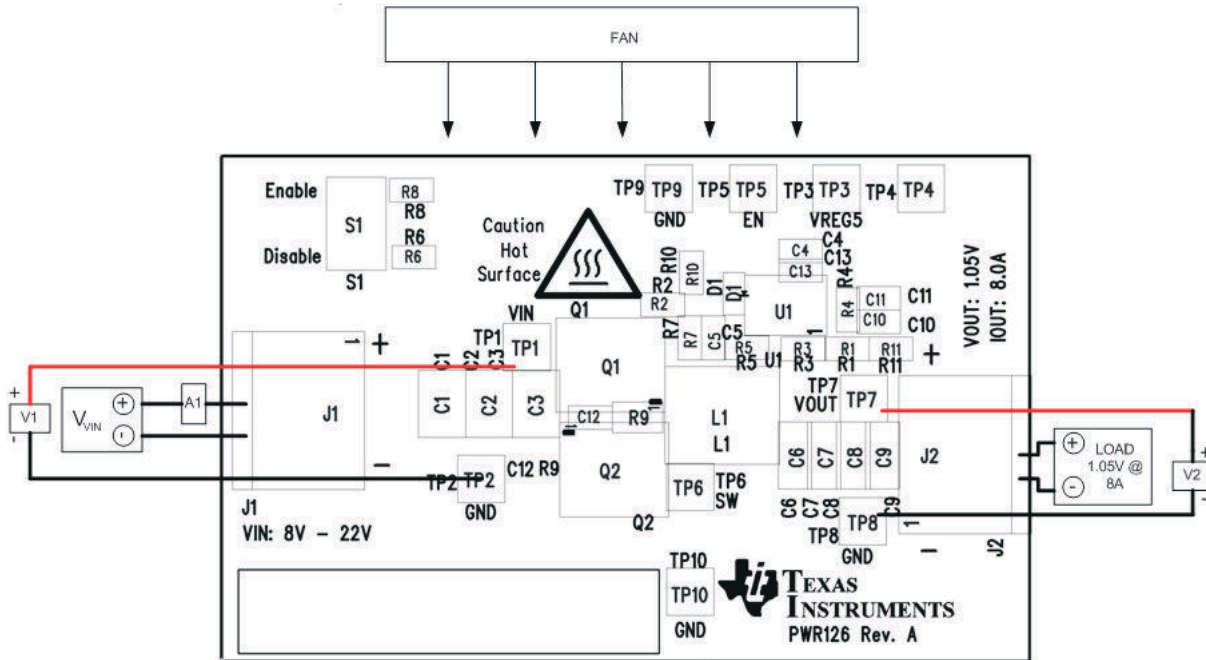 FAN
Enable
Disable
S1
S1
R8
R8
R6
R6
Caution
Hot
Surface
TP9 TP9
GND
TP5 TP5
EN
TP3 TP3
VREG5
TP4 TP4
C4
C4
C13
C13
R10
R10
R2
R2
D1
D1
U1
U1
1
R4
R4
C11
C11
C10
C10
R7
R7
C5
C5
R5
R5
R3
R3
R1
R1
R11
R11
VOUT: 1.05V
IOUT: 8.0A
VIN
TP1
TP1
Q1
Q1
C1
C2
C3
C1
C2
C3
1
+
J1
-
J1
VIN: 8V - 22V
+
V1
-
V VIN
+
-
A1
TP2 TP2
GND
C12
R9
C12
R9
Q2
Q2
L1
L1
TP6
TP6
SW
TP7
VOUT
TP7
C6
C7
C8
C9
C6
C7
C8
C9
TP8
TP8
GND
+
J2
1
-
J2
+
-
LOAD
1.05V @
8A
+
V2
-
TP10
TP10
GND
ti
TEXAS
INSTRUMENTS
PWR126 Rev. A